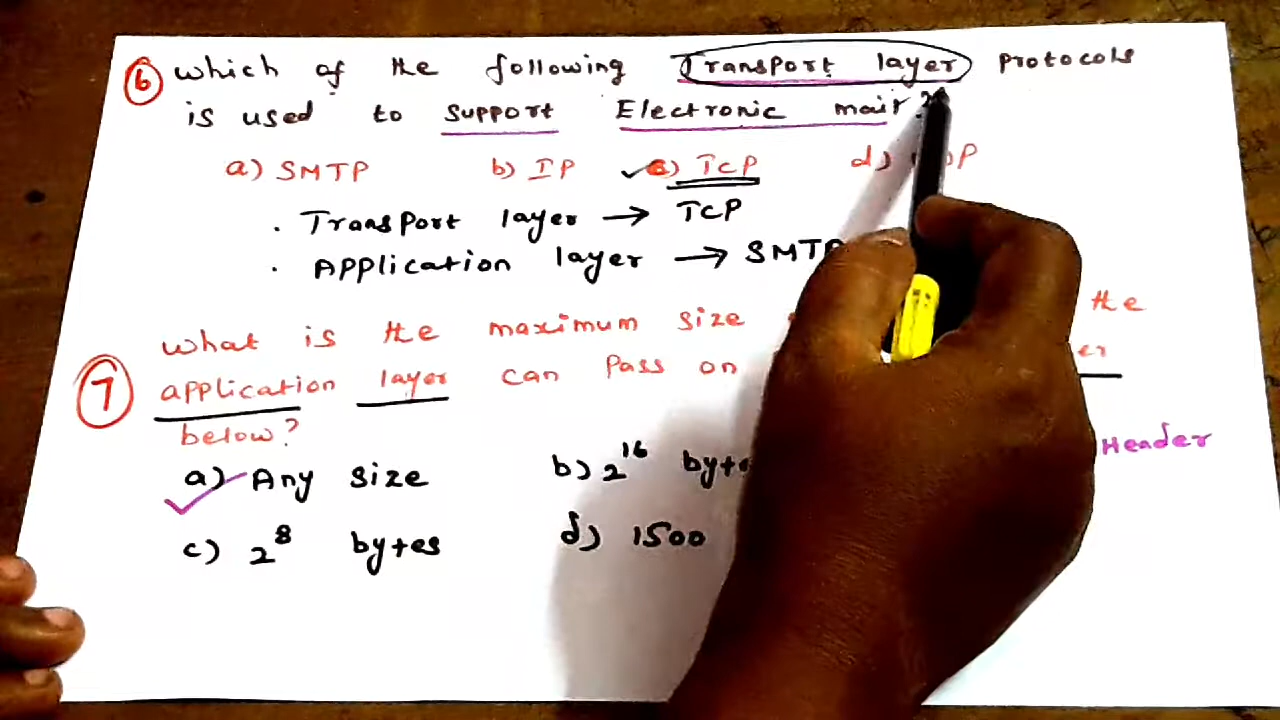 6 which of the following Transport layer protocols
is used to support Electronic mail
a) SMTP b) IP c) TCP d)
. Transport layer → TCP
. Application layer → SMTP
7 What is the maximum size the
application layer can pass on
below?
a) Any size b) 2^16 Header
c) 2^8 bytes d) 1500